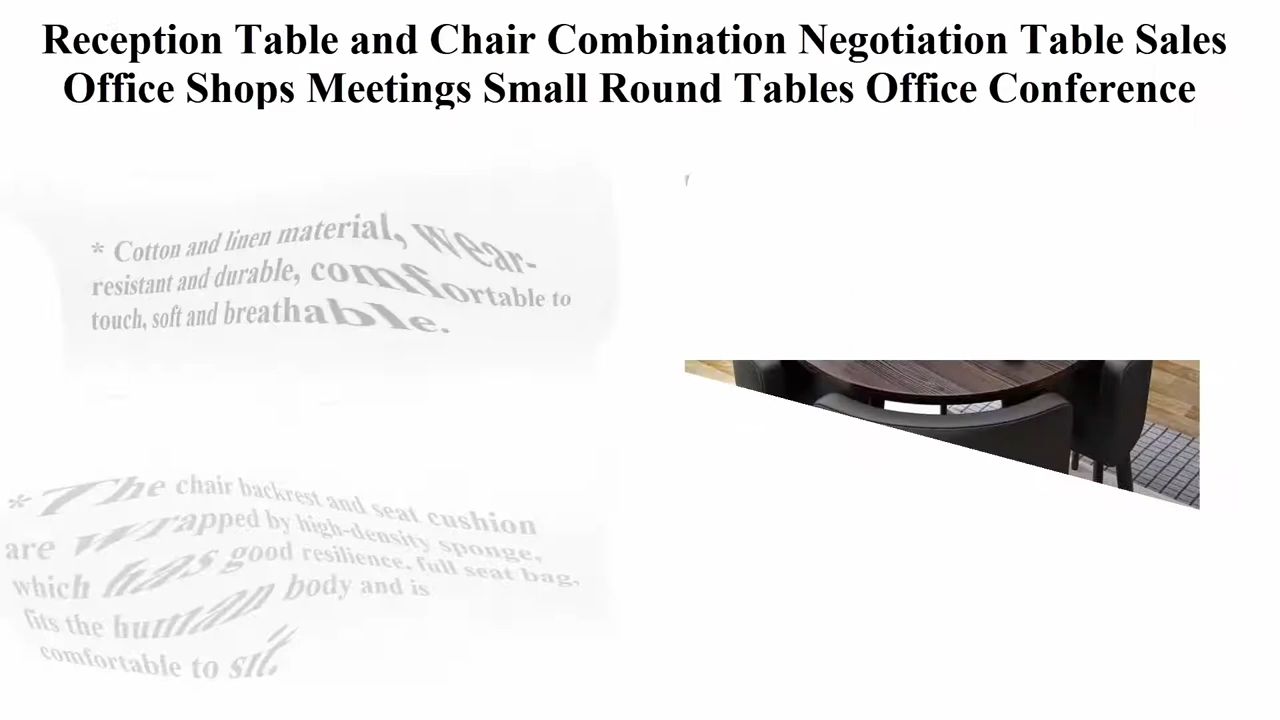 Reception Table and Chair Combination Negotiation Table Sales
Office Shops Meetings Small Round Tables Office Conference
* Cotton and linen material, wear-
resistant and durable, comfortable to
touch, soft and breathable.
* The chair backrest and seat cushion
are wrapped by high-density sponge,
which has good resilience, full seat bag,
fits the human body and is
comfortable to sit.